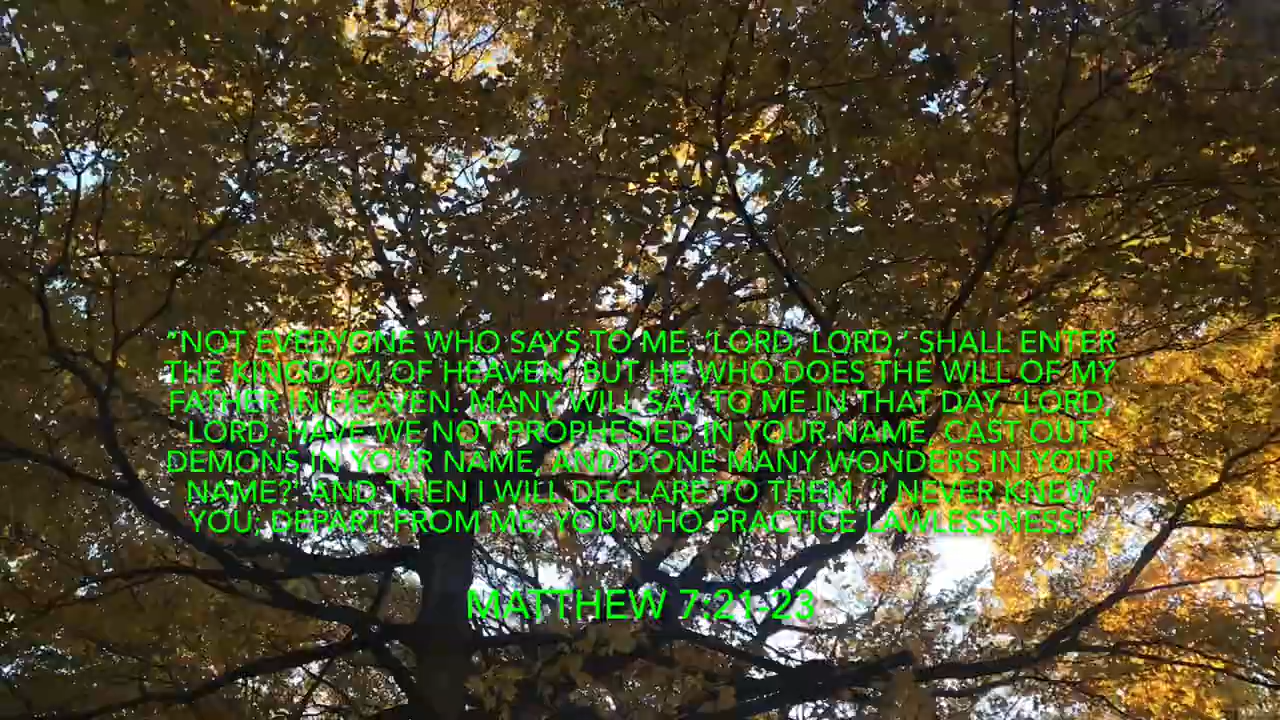 "NOT EVERYONE WHO SAYS TO ME, 'LORD, LORD,' SHALL ENTER
THE KINGDOM OF HEAVEN, BUT HE WHO DOES THE WILL OF MY
FATHER IN HEAVEN. MANY WILL SAY TO ME IN THAT DAY, 'LORD,
LORD, HAVE WE NOT PROPHESIED IN YOUR NAME, CAST OUT
DEMONS IN YOUR NAME, AND DONE MANY WONDERS IN YOUR
NAME?' AND THEN I WILL DECLARE TO THEM, 'I NEVER KNEW
YOU; DEPART FROM ME, YOU WHO PRACTICE LAWLESSNESS!'
MATTHEW 7:21-23